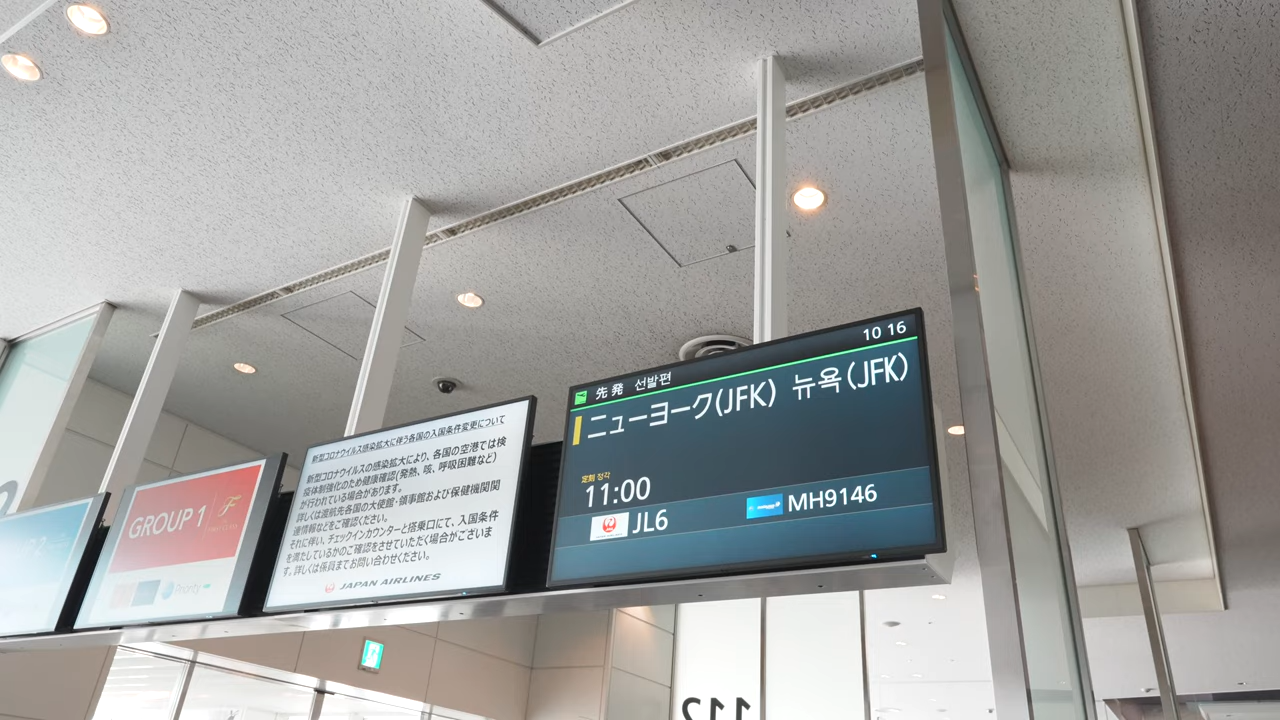 GROUP 1
Priority
新型コロナウイルス感染拡大に伴う各国の入国条件変更について
新型コロナウイルスの感染拡大により、各国の空港では検
疫体制強化のため健康確認(発熱、咳、呼吸困難など)
が行われている場合があります。
詳しくは渡航先各国の大使館・領事館および保健機関関
連情報などをご確認ください。
それに伴い、チェックインカウンターと搭乗口にて、入国条件
を満たしているかのご確認をさせていただく場合がございま
す。詳しくは係員までお問い合わせください。
JAPAN AIRLINES
10 16
先発 선발편
ニューヨーク(JFK) 뉴욕(JFK)
定刻 정각
11:00
JL6 MH9146
112